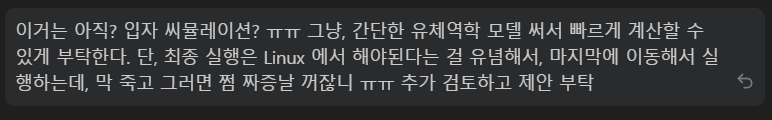 이거는 아직? 입자 씨뮬레이션? ㅠㅠ 그냥, 간단한 유체역학 모델 써서 빠르게 계산할 수
있게 부탁한다. 단, 최종 실행은 Linux 에서 해야된다는 걸 유념해서, 마지막에 이동해서 실
행하는데, 막 죽고 그러면 쩜 짜증날 꺼잖니 ㅠㅠ 추가 검토하고 제안 부탁